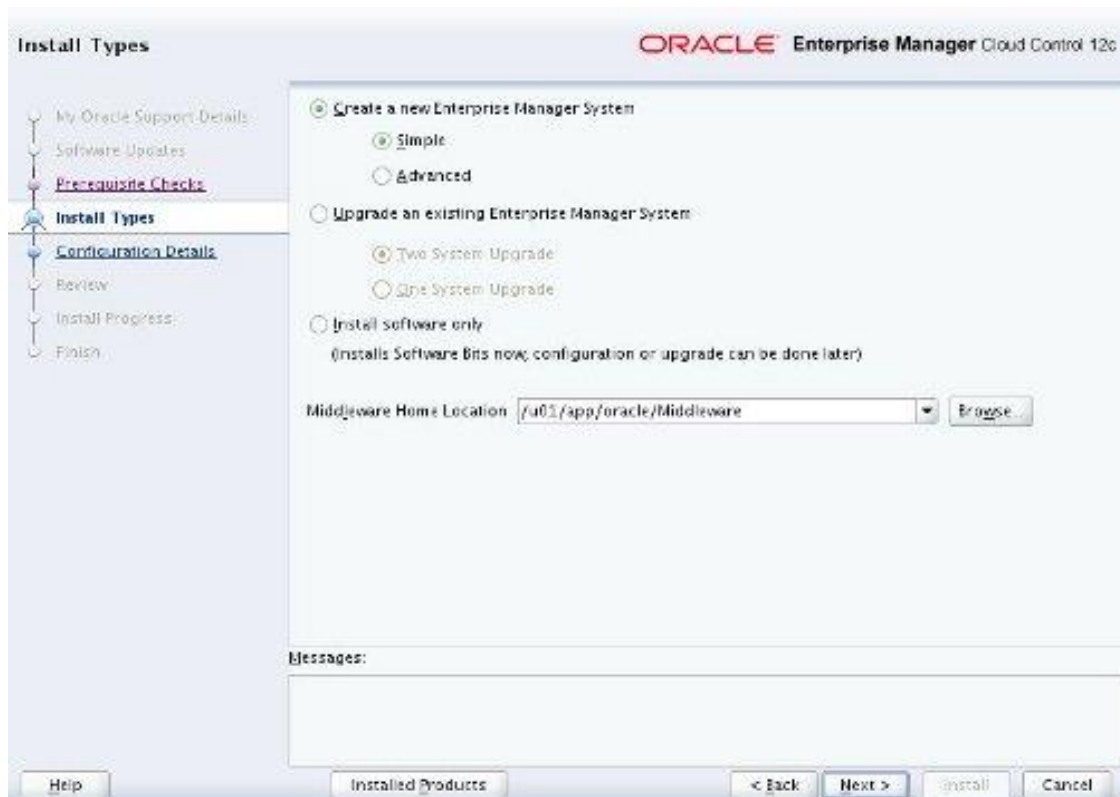 Install Types
ORACLE Enterprise Manager Cloud Control 12c
My Oracle Support Details
Software Updates
Prerequisite Checks
Install Types
Configuration Details
Review
Install Progress
Finish
Create a new Enterprise Manager System
Simple
Advanced
Upgrade an existing Enterprise Manager System
Two System Upgrade
One System Upgrade
Install software only
(Installs Software Bits now, configuration or upgrade can be done later)
Middleware Home Location /u01/app/oracle/Middleware Browse...
Messages:
Help Installed Products < Back Next > Install Cancel